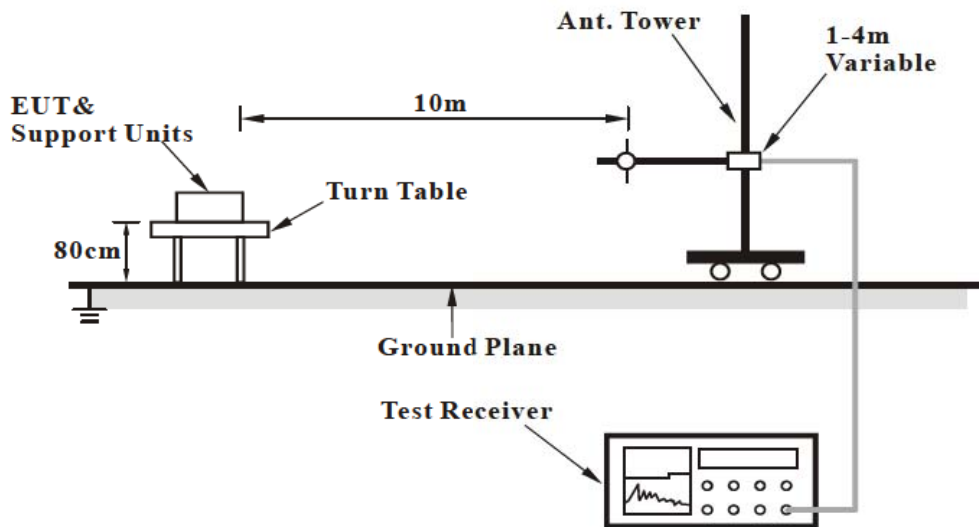 Ant. Tower
1-4m
Variable
10m
EUT&
Support Units
Turn Table
80cm
Ground Plane
Test Receiver